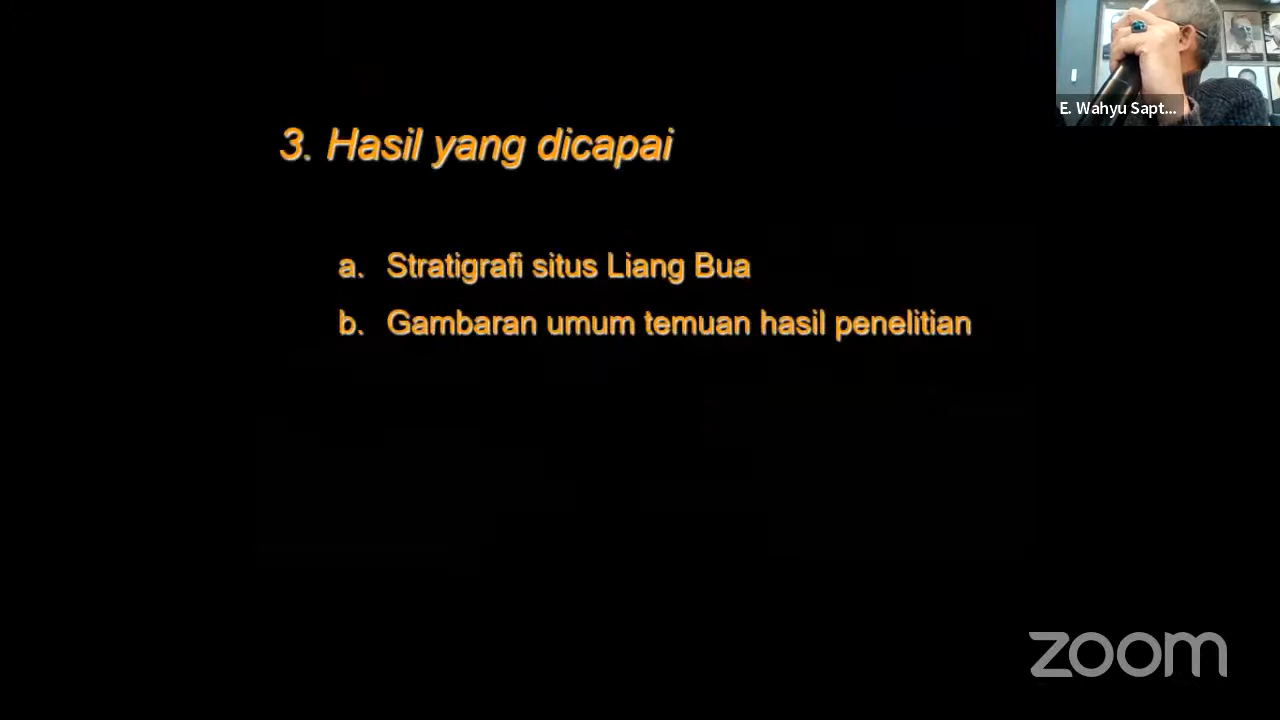 E. Wahyu Sapt...
3. Hasil yang dicapai
a. Stratigrafi situs Liang Bua
b. Gambaran umum temuan hasil penelitian
zoom